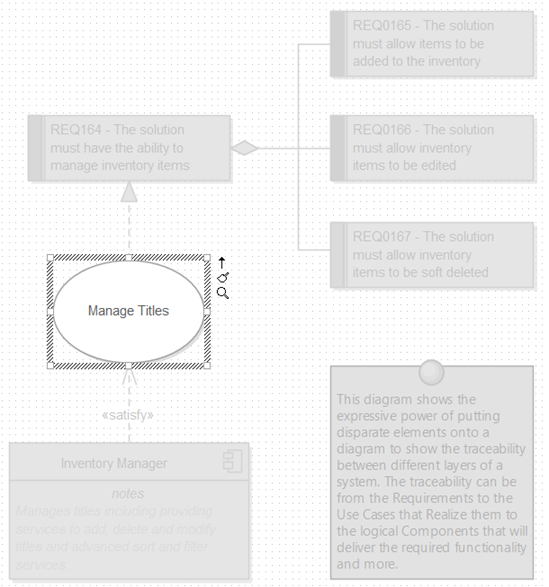 REQ0165 - The solution
must allow items to be
added to the inventory
REQ164 - The solution
must have the ability to
manage inventory items
REQ0166 - The solution
must allow inventory
items to be edited
REQ0167 - The solution
must allow inventory
items to be soft deleted
Manage Titles
«satisfy»
Inventory Manager
notes
Manages titles including providing
services to add, delete and modify
titles and advanced sort and filter
services.
This diagram shows the
expressive power of putting
disparate elements onto a
diagram to show the traceability
between different layers of a
system. The traceability can be
from the Requirements to the
Use Cases that Realize them to
the logical Components that will
deliver the required functionality
and more.